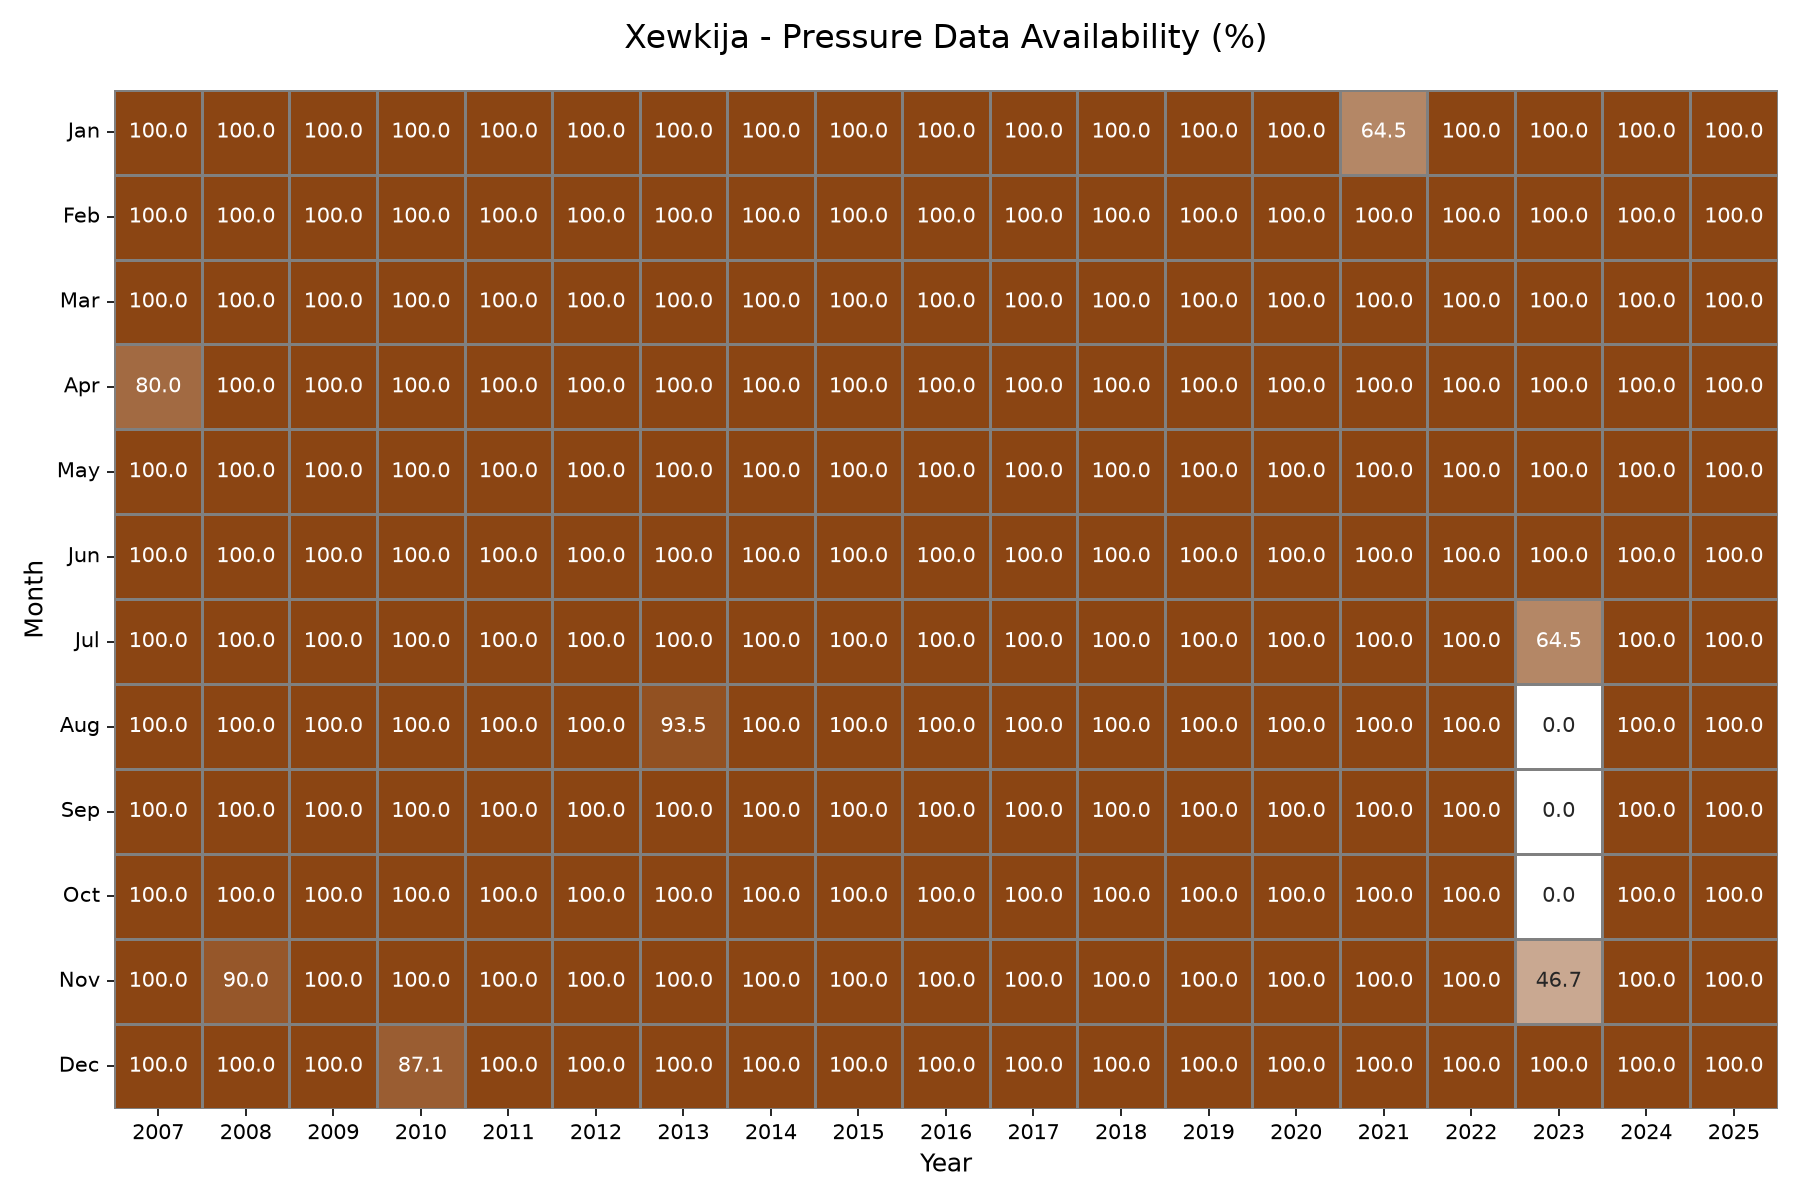 Xewkija - Pressure Data Availability (%)
Jan 100.0 100.0 100.0 100.0 100.0 100.0 100.0 100.0 100.0 100.0 100.0 100.0 100.0 100.0 64.5 100.0 100.0 100.0 100.0
Feb 100.0 100.0 100.0 100.0 100.0 100.0 100.0 100.0 100.0 100.0 100.0 100.0 100.0 100.0 100.0 100.0 100.0 100.0 100.0
Mar 100.0 100.0 100.0 100.0 100.0 100.0 100.0 100.0 100.0 100.0 100.0 100.0 100.0 100.0 100.0 100.0 100.0 100.0 100.0
Apr 80.0 100.0 100.0 100.0 100.0 100.0 100.0 100.0 100.0 100.0 100.0 100.0 100.0 100.0 100.0 100.0 100.0 100.0 100.0
May 100.0 100.0 100.0 100.0 100.0 100.0 100.0 100.0 100.0 100.0 100.0 100.0 100.0 100.0 100.0 100.0 100.0 100.0 100.0
Jun 100.0 100.0 100.0 100.0 100.0 100.0 100.0 100.0 100.0 100.0 100.0 100.0 100.0 100.0 100.0 100.0 100.0 100.0 100.0
Month
Jul 100.0 100.0 100.0 100.0 100.0 100.0 100.0 100.0 100.0 100.0 100.0 100.0 100.0 100.0 100.0 100.0 64.5 100.0 100.0
Aug 100.0 100.0 100.0 100.0 100.0 100.0 93.5 100.0 100.0 100.0 100.0 100.0 100.0 100.0 100.0 100.0 0.0 100.0 100.0
Sep 100.0 100.0 100.0 100.0 100.0 100.0 100.0 100.0 100.0 100.0 100.0 100.0 100.0 100.0 100.0 100.0 0.0 100.0 100.0
Oct 100.0 100.0 100.0 100.0 100.0 100.0 100.0 100.0 100.0 100.0 100.0 100.0 100.0 100.0 100.0 100.0 0.0 100.0 100.0
Nov 100.0 90.0 100.0 100.0 100.0 100.0 100.0 100.0 100.0 100.0 100.0 100.0 100.0 100.0 100.0 100.0 46.7 100.0 100.0
Dec 100.0 100.0 100.0 87.1 100.0 100.0 100.0 100.0 100.0 100.0 100.0 100.0 100.0 100.0 100.0 100.0 100.0 100.0 100.0
2007 2008 2009 2010 2011 2012 2013 2014 2015 2016 2017 2018 2019 2020 2021 2022 2023 2024 2025
Year